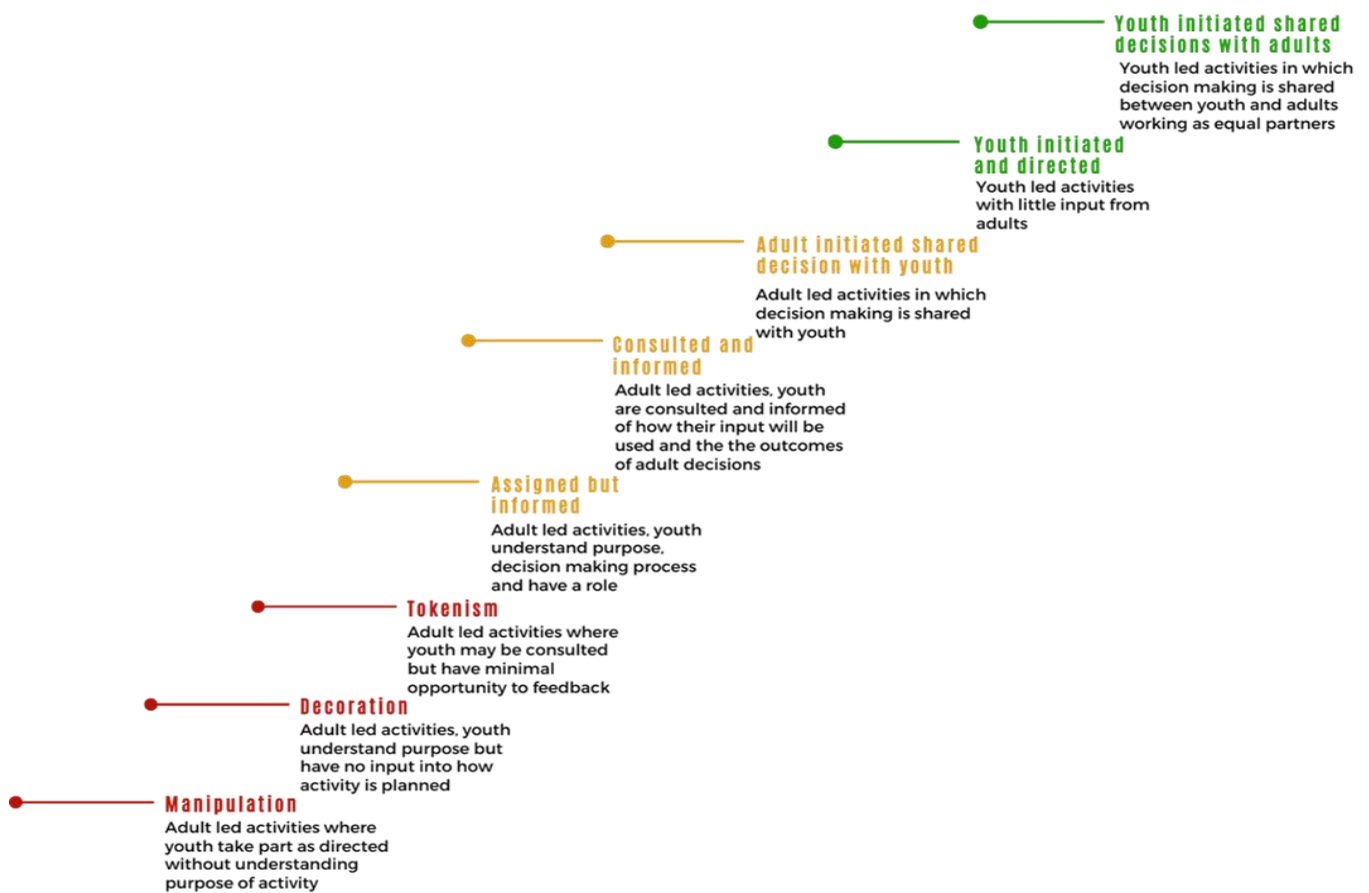 Youth initiated shared
decisions with adults
Youth led activities in which
decision making is shared
between youth and adults
working as equal partners
Youth initiated
and directed
Youth led activities
with little input from
adults
Adult initiated shared
decision with youth
Adult led activities in which
decision making is shared
with youth
Consulted and
informed
Adult led activities, youth
are consulted and informed
of how their input will be
used and the the outcomes
of adult decisions
Assigned but
informed
Adult led activities, youth
understand purpose,
decision making process
and have a role
Tokenism
Adult led activities where
youth may be consulted
but have minimal
opportunity to feedback
Decoration
Adult led activities, youth
understand purpose but
have no input into how
activity is planned
Manipulation
Adult led activities where
youth take part as directed
without understanding
purpose of activity